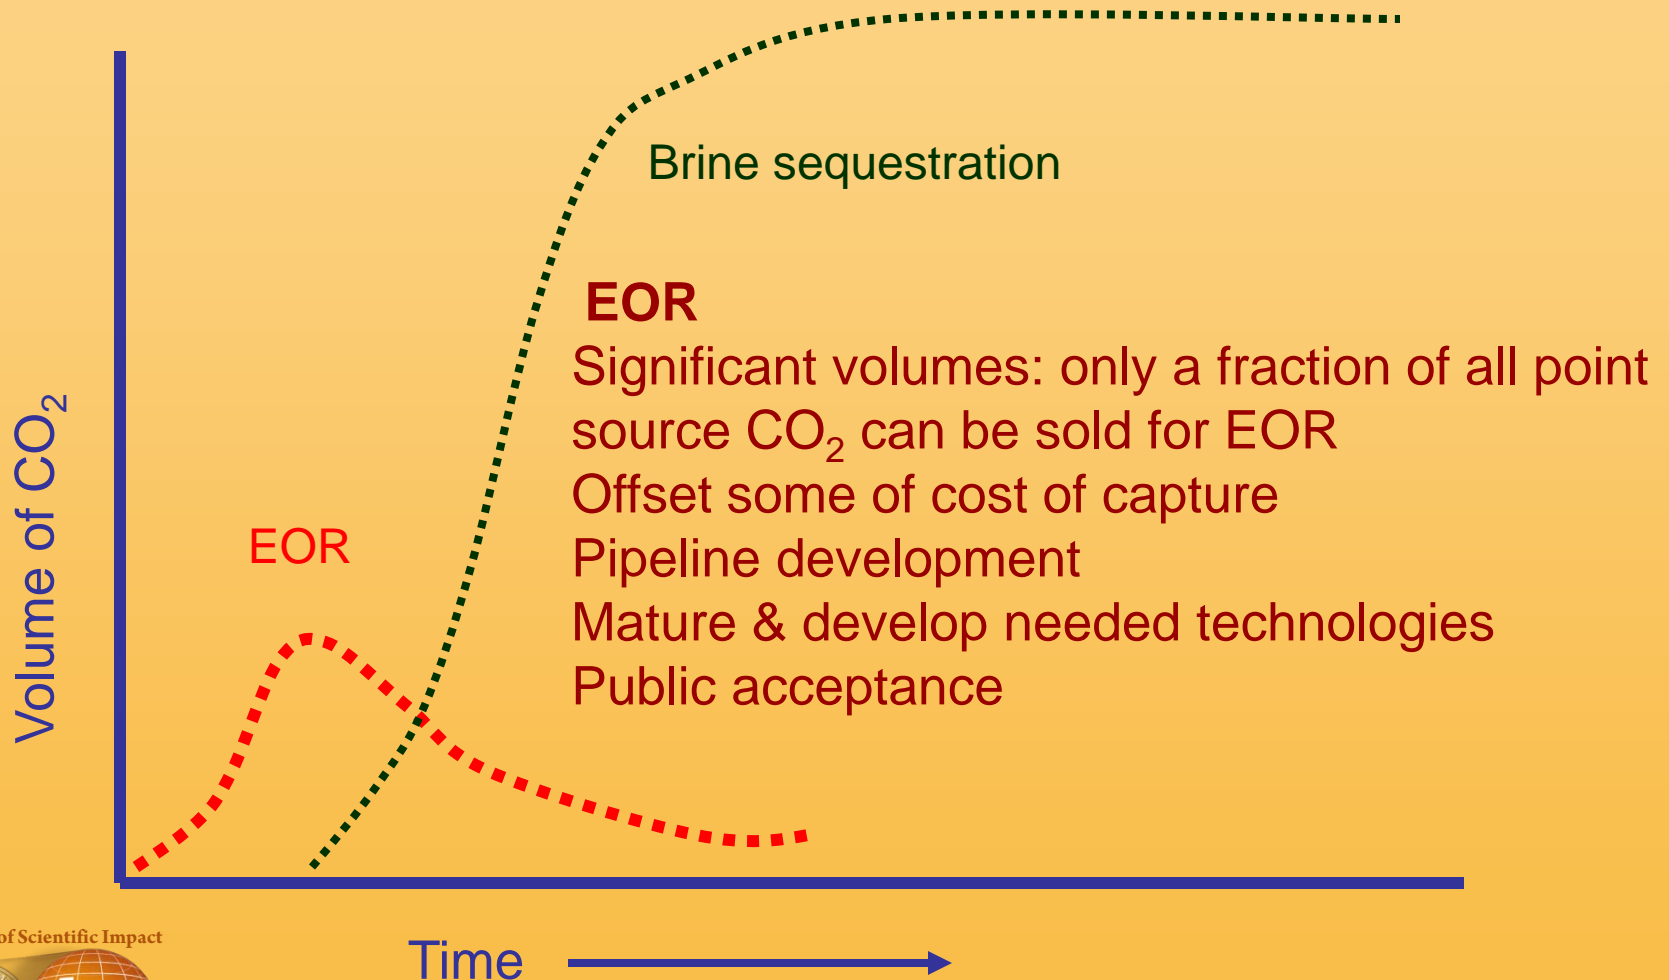 Brine sequestration
EOR
Significant volumes: only a fraction of all point
source CO₂ can be sold for EOR
Offset some of cost of capture
Pipeline development
Mature & develop needed technologies
Public acceptance
EOR
Volume of CO₂
Time
of Scientific Impact